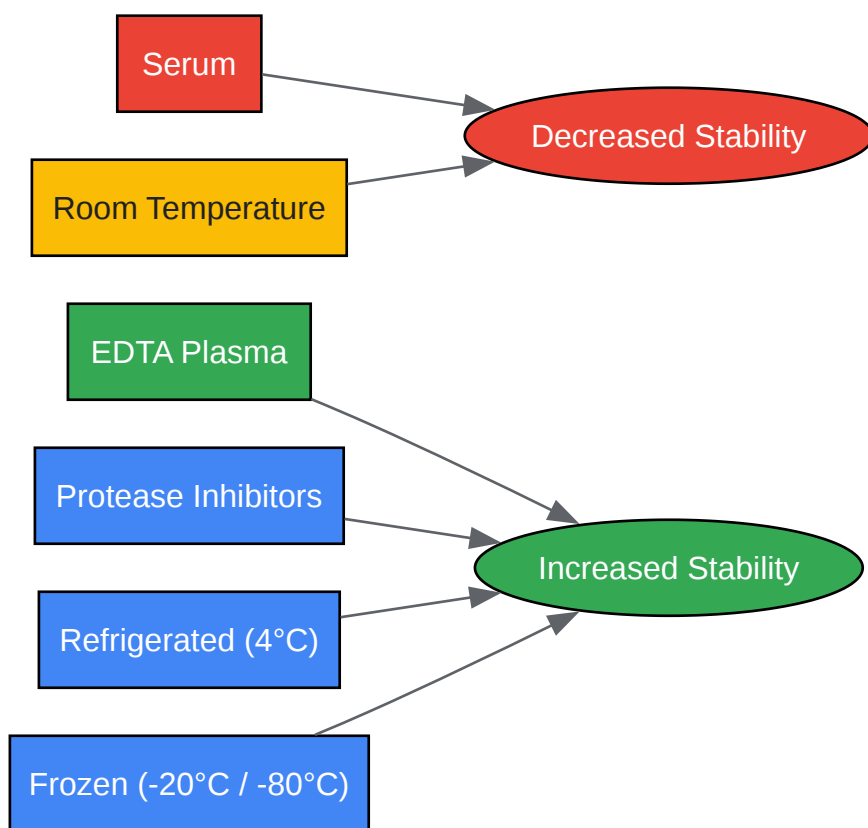 Serum
Decreased Stability
Room Temperature
EDTA Plasma
Protease Inhibitors
Increased Stability
Refrigerated (4°C)
Frozen (-20°C / -80°C)